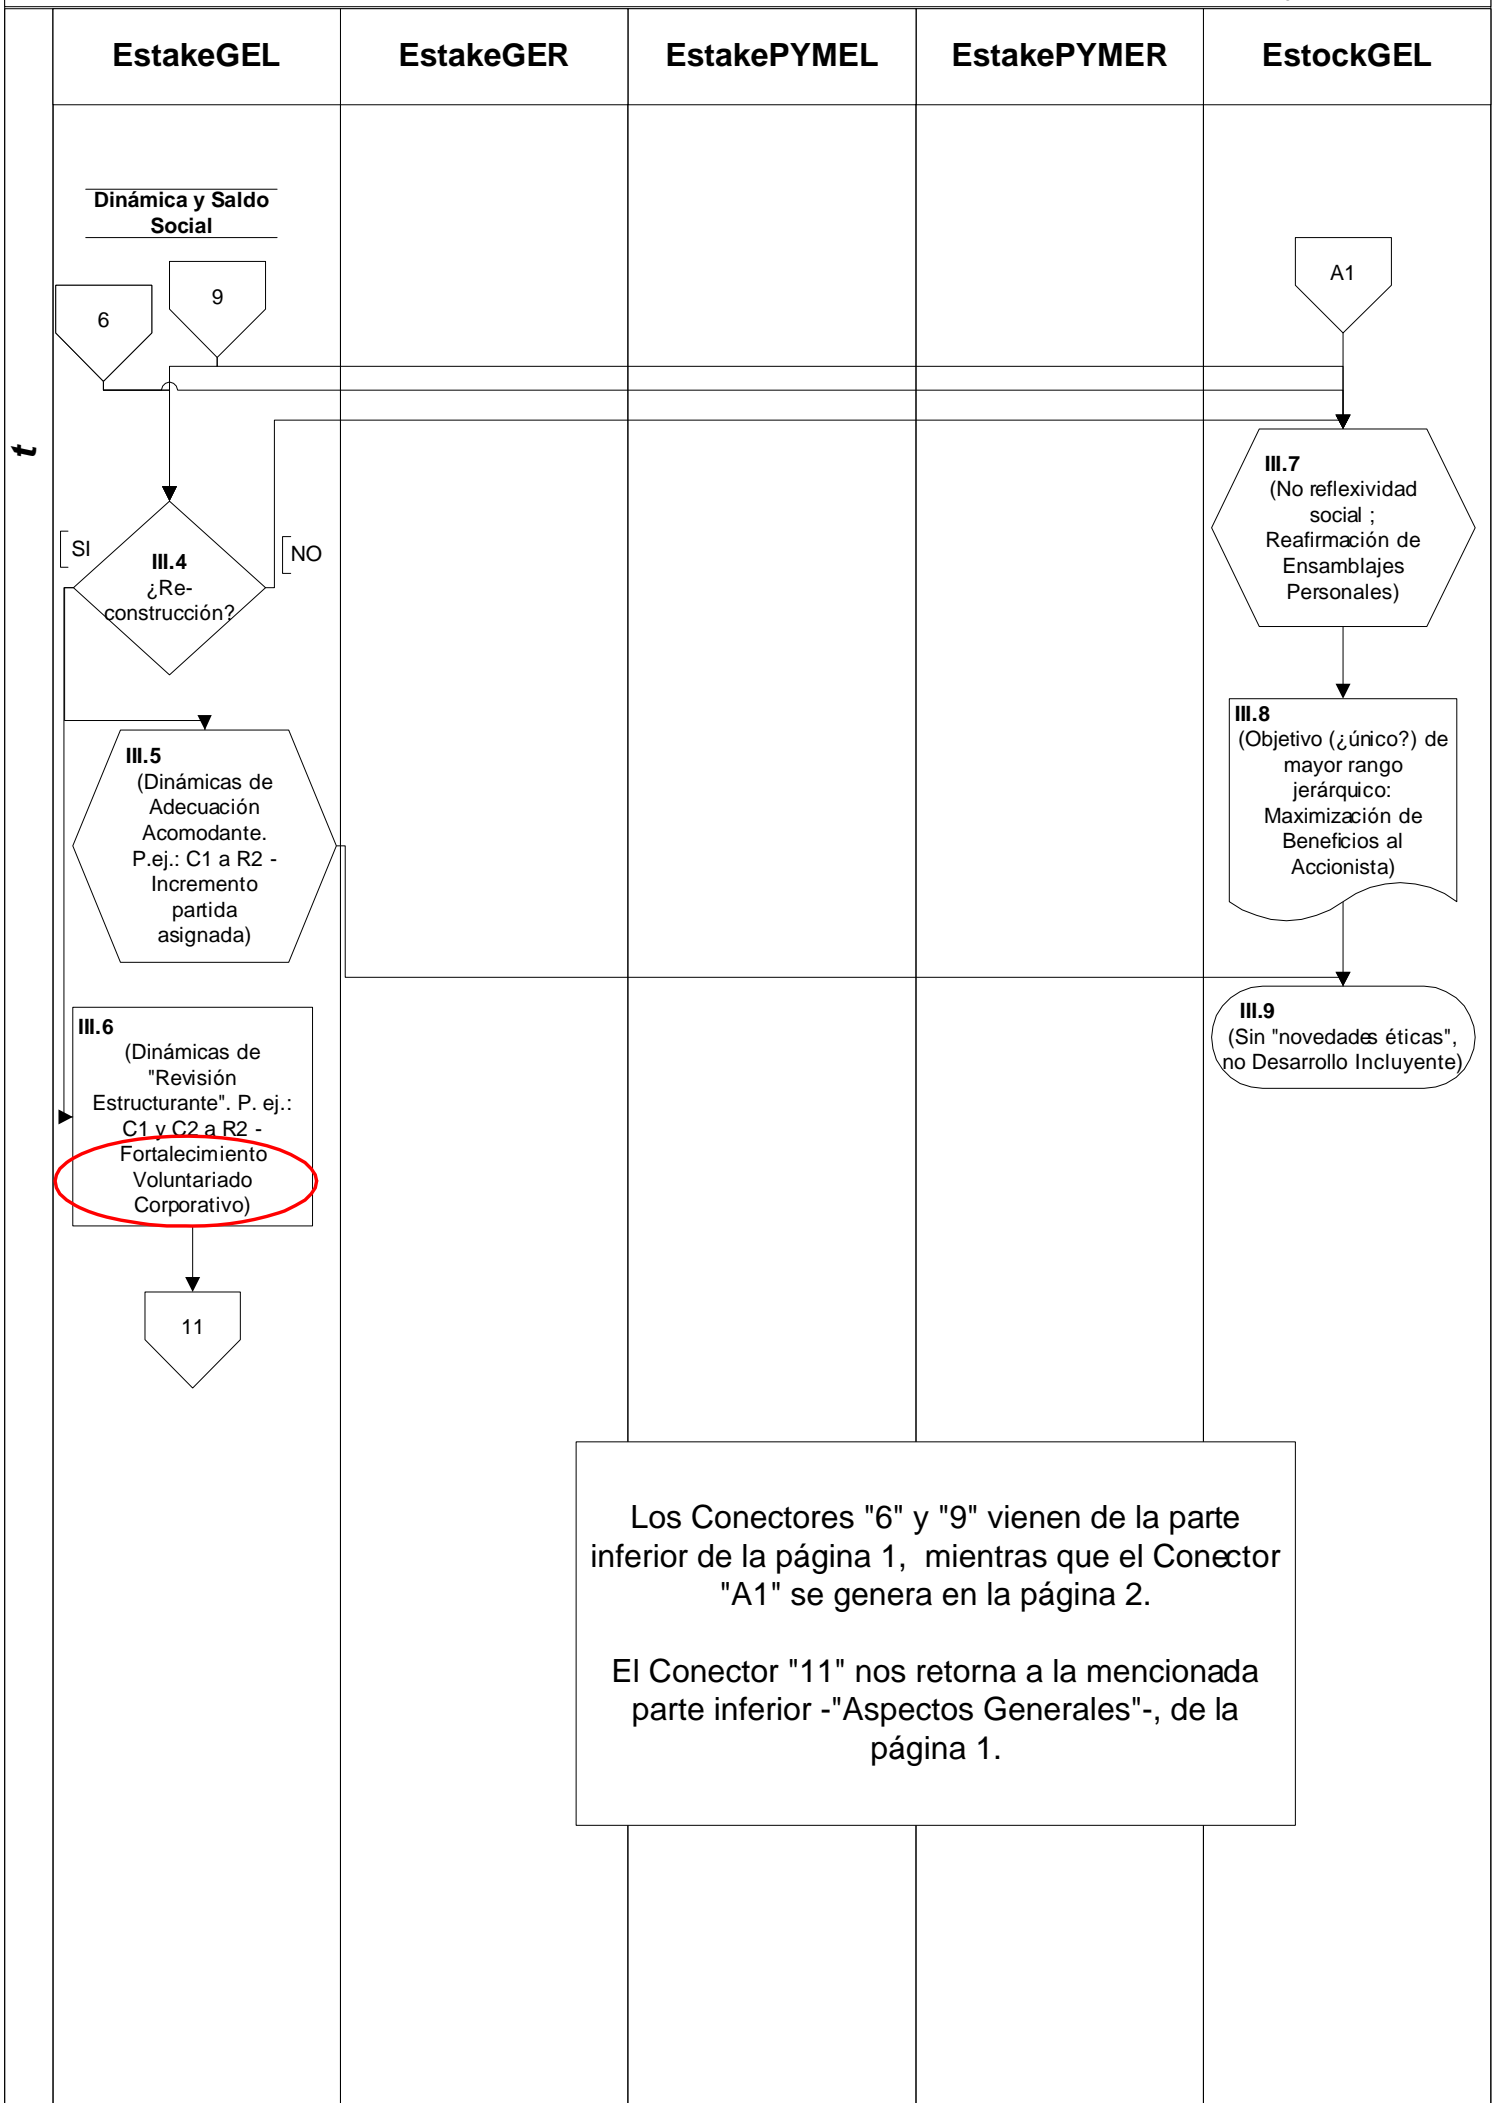 EstakeGEL
EstakeGER
EstakePYMEL
EstakePYMER
EstockGEL
t
Dinámica y Saldo
Social
6
9
A1
SI
III.4
¿Re-
construcción?
NO
III.5
(Dinámicas de
Adecuación
Acomodante.
P.ej.: C1 a R2 -
Incremento
partida
asignada)
III.6
(Dinámicas de
"Revisión
Estructurante". P. ej.:
C1 y C2 a R2 -
Fortalecimiento
Voluntariado
Corporativo)
11
III.7
(No reflexividad
social ;
Reafirmación de
Ensamblajes
Personales)
III.8
(Objetivo (¿único?) de
mayor rango
jerárquico:
Maximización de
Beneficios al
Accionista)
III.9
(Sin "novedades éticas",
no Desarrollo Incluyente)
Los Conectores "6" y "9" vienen de la parte
inferior de la página 1, mientras que el Conector
"A1" se genera en la página 2.
El Conector "11" nos retorna a la mencionada
parte inferior -"Aspectos Generales"-, de la
página 1.